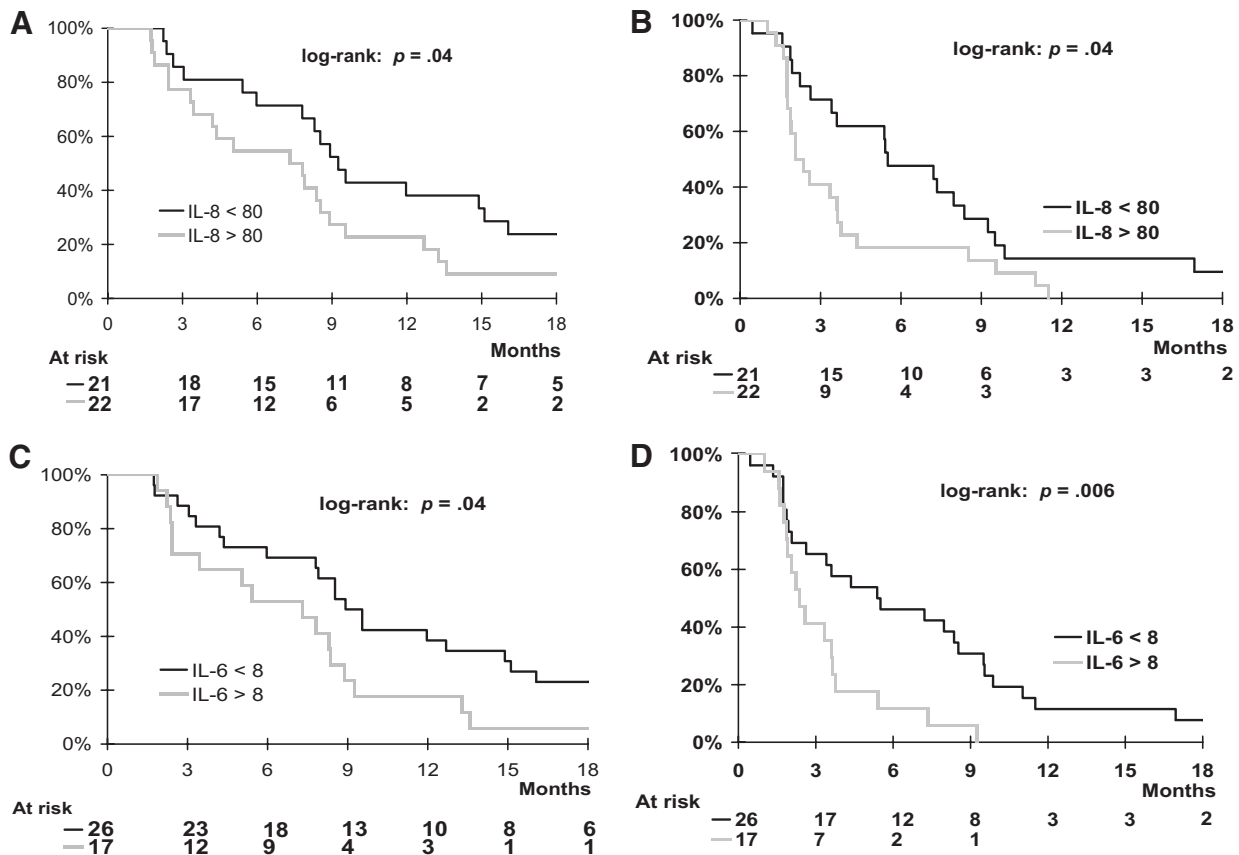 A
100%
80%
60%
40%
20%
0%
log-rank: p = .04
IL-8 < 80
IL-8 > 80
0 3 6 9 12 15 18
Months
At risk
21 18 15 11 8 7 5
22 17 12 6 5 2 2
B
100%
80%
60%
40%
20%
0%
log-rank: p = .04
IL-8 < 80
IL-8 > 80
0 3 6 9 12 15 18
Months
At risk
21 15 10 6 3 3 2
22 9 4 3
C
100%
80%
60%
40%
20%
0%
log-rank: p = .04
IL-6 < 8
IL-6 > 8
0 3 6 9 12 15 18
Months
At risk
26 23 18 13 10 8 6
17 12 9 4 3 1 1
D
100%
80%
60%
40%
20%
0%
log-rank: p = .006
IL-6 < 8
IL-6 > 8
0 3 6 9 12 15 18
Months
At risk
26 17 12 8 3 3 2
17 7 2 1